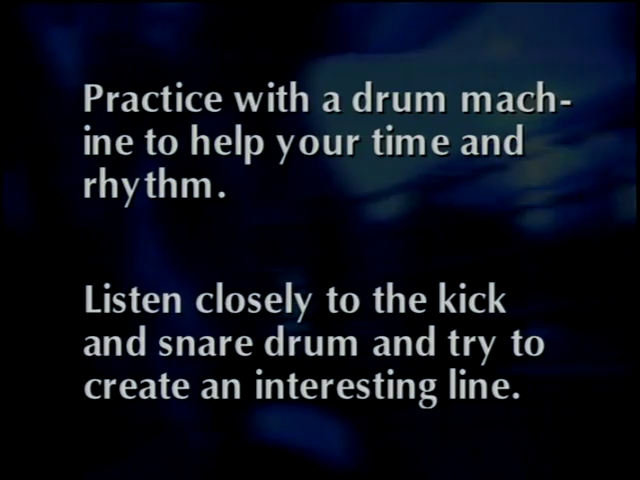 Practice with a drum mach-
ine to help your time and
rhythm.
Listen closely to the kick
and snare drum and try to
create an interesting line.